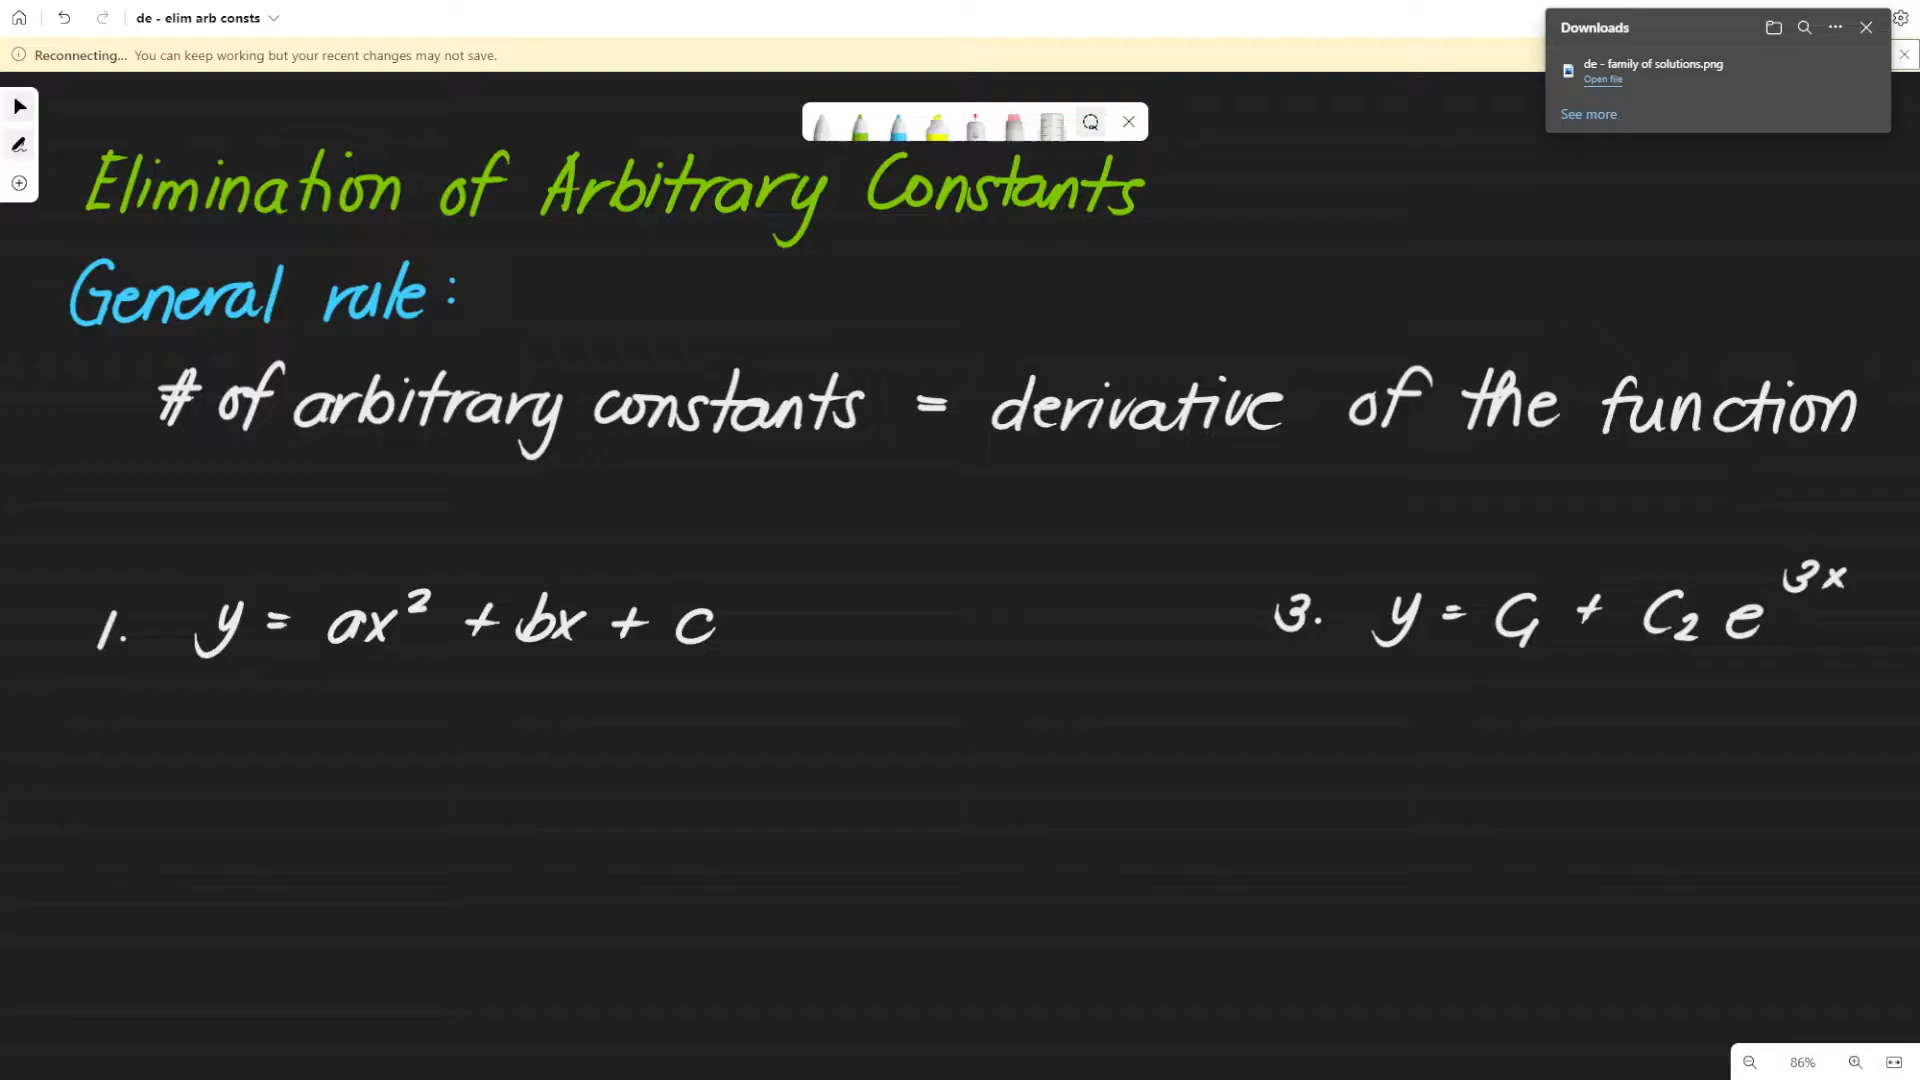 de - elim arb consts
Reconnecting... You can keep working but your recent changes may not save.
Downloads
de - family of solutions.png
Open file
See more
Elimination of Arbitrary Constants
General rule:
# of arbitrary constants = derivative of the function
1. y = ax² + bx + c
3. y = C₁ + C₂ e³ˣ
86%